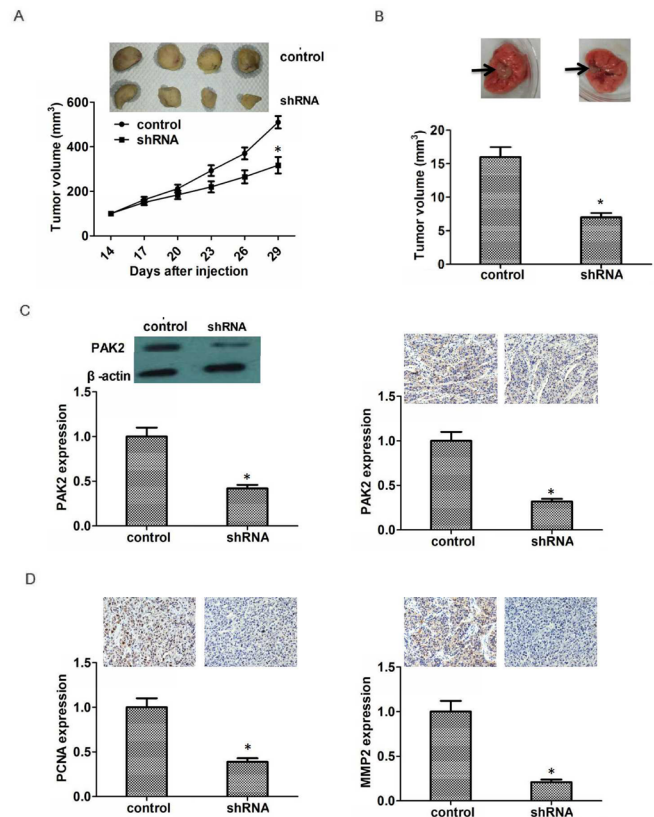 A
control
shRNA
Tumor volume (mm3)
600
400
200
0
control
shRNA
*
14
17
20
23
26
29
Days after injection
B
Tumor volume (mm3)
20
15
10
5
0
*
control
shRNA
C
control
shRNA
PAK2
β -actin
PAK2 expression
1.5
1.0
0.5
0.0
*
control
shRNA
PAK2 expression
1.5
1.0
0.5
0.0
*
control
shRNA
D
PCNA expression
1.5
1.0
0.5
0.0
*
control
shRNA
MMP2 expression
1.5
1.0
0.5
0.0
*
control
shRNA